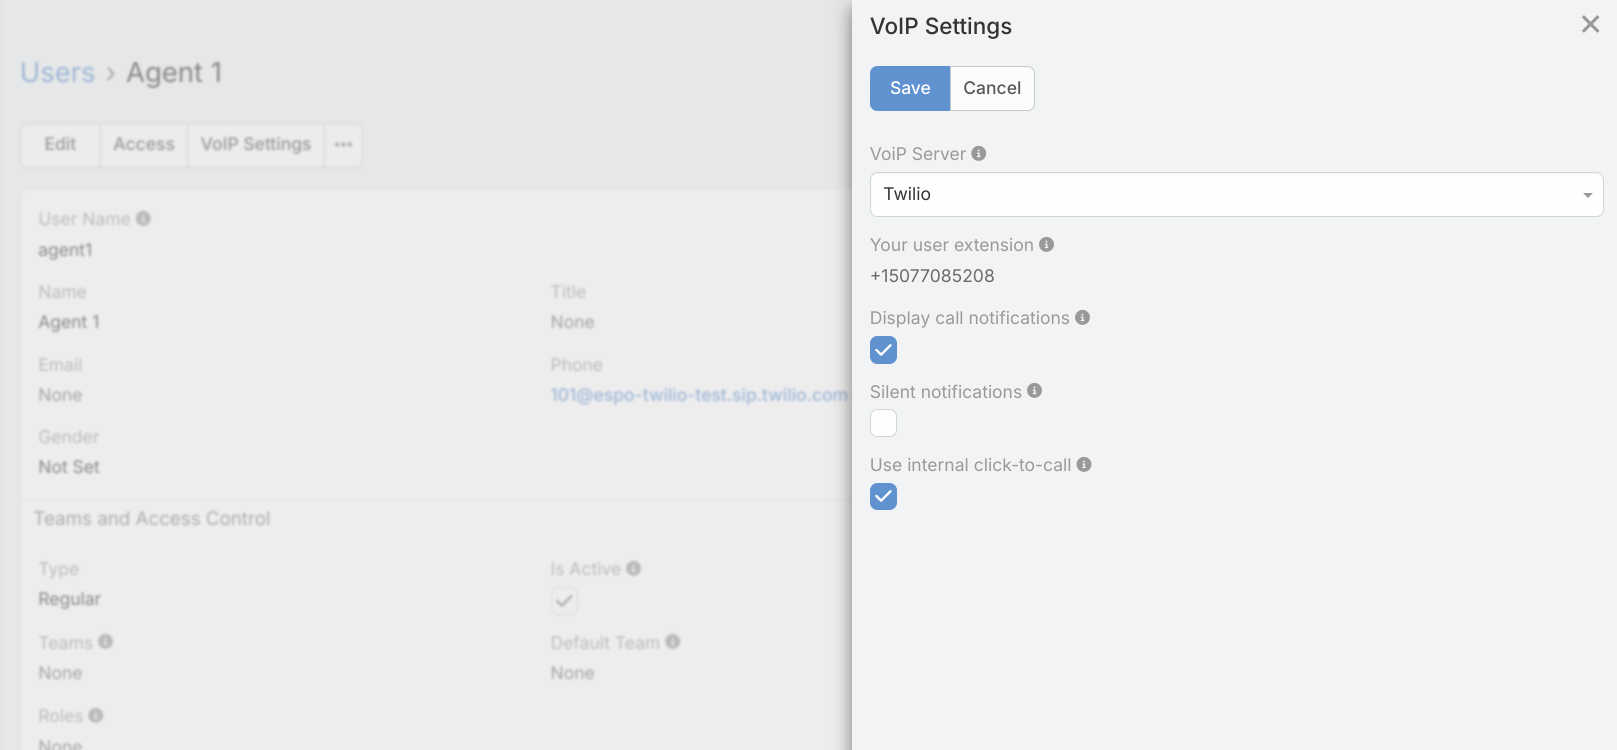 Users › Agent 1
Edit Access VoIP Settings •••
User Name
agent1
Name Title
Agent 1 None
Email Phone
None 101@espo-twilio-test.sip.twilio.com
Gender
Not Set
Teams and Access Control
Type Is Active
Regular
Teams Default Team
None None
Roles
None
VoIP Settings
Save Cancel
VoiP Server
Twilio
Your user extension
+15077085208
Display call notifications
Silent notifications
Use internal click-to-call